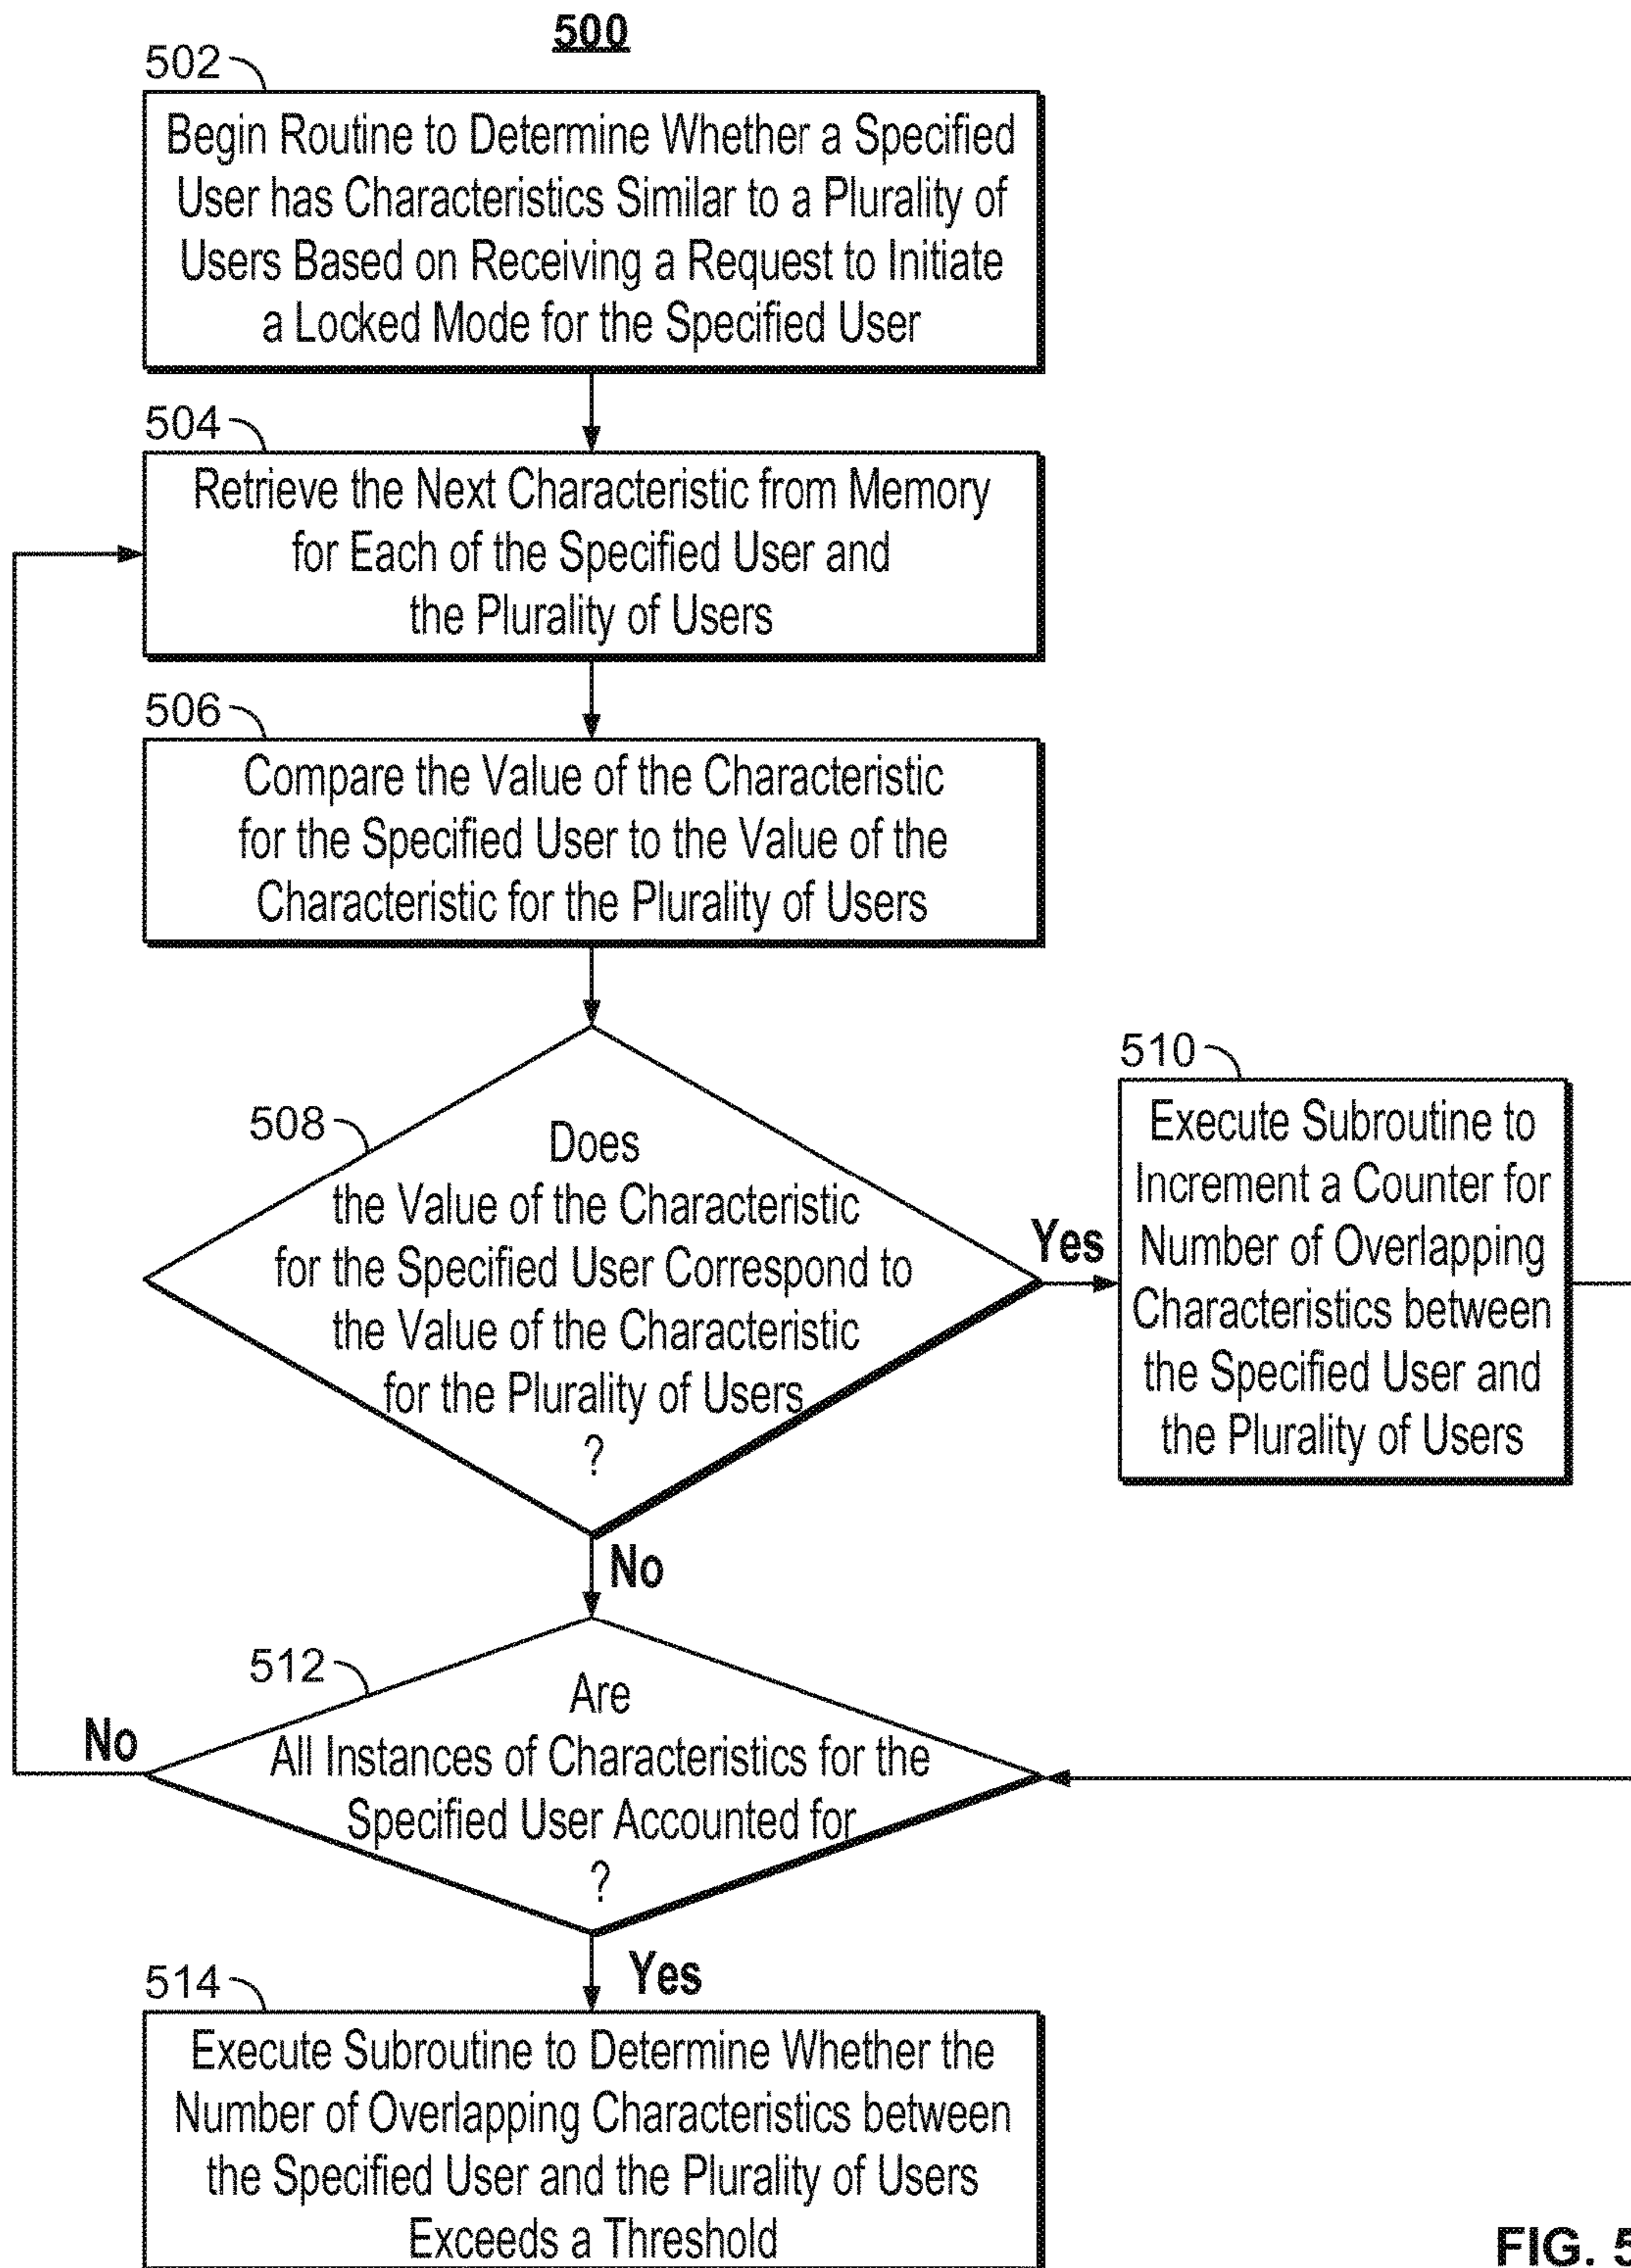 500
502
Begin Routine to Determine Whether a Specified
User has Characteristics Similar to a Plurality of
Users Based on Receiving a Request to Initiate
a Locked Mode for the Specified User
504
Retrieve the Next Characteristic from Memory
for Each of the Specified User and
the Plurality of Users
506
Compare the Value of the Characteristic
for the Specified User to the Value of the
Characteristic for the Plurality of Users
508
Does
the Value of the Characteristic
for the Specified User Correspond to
the Value of the Characteristic
for the Plurality of Users
?
Yes
510
Execute Subroutine to
Increment a Counter for
Number of Overlapping
Characteristics between
the Specified User and
the Plurality of Users
No
512
Are
All Instances of Characteristics for the
Specified User Accounted for
?
No
Yes
514
Execute Subroutine to Determine Whether the
Number of Overlapping Characteristics between
the Specified User and the Plurality of Users
Exceeds a Threshold
FIG. 5